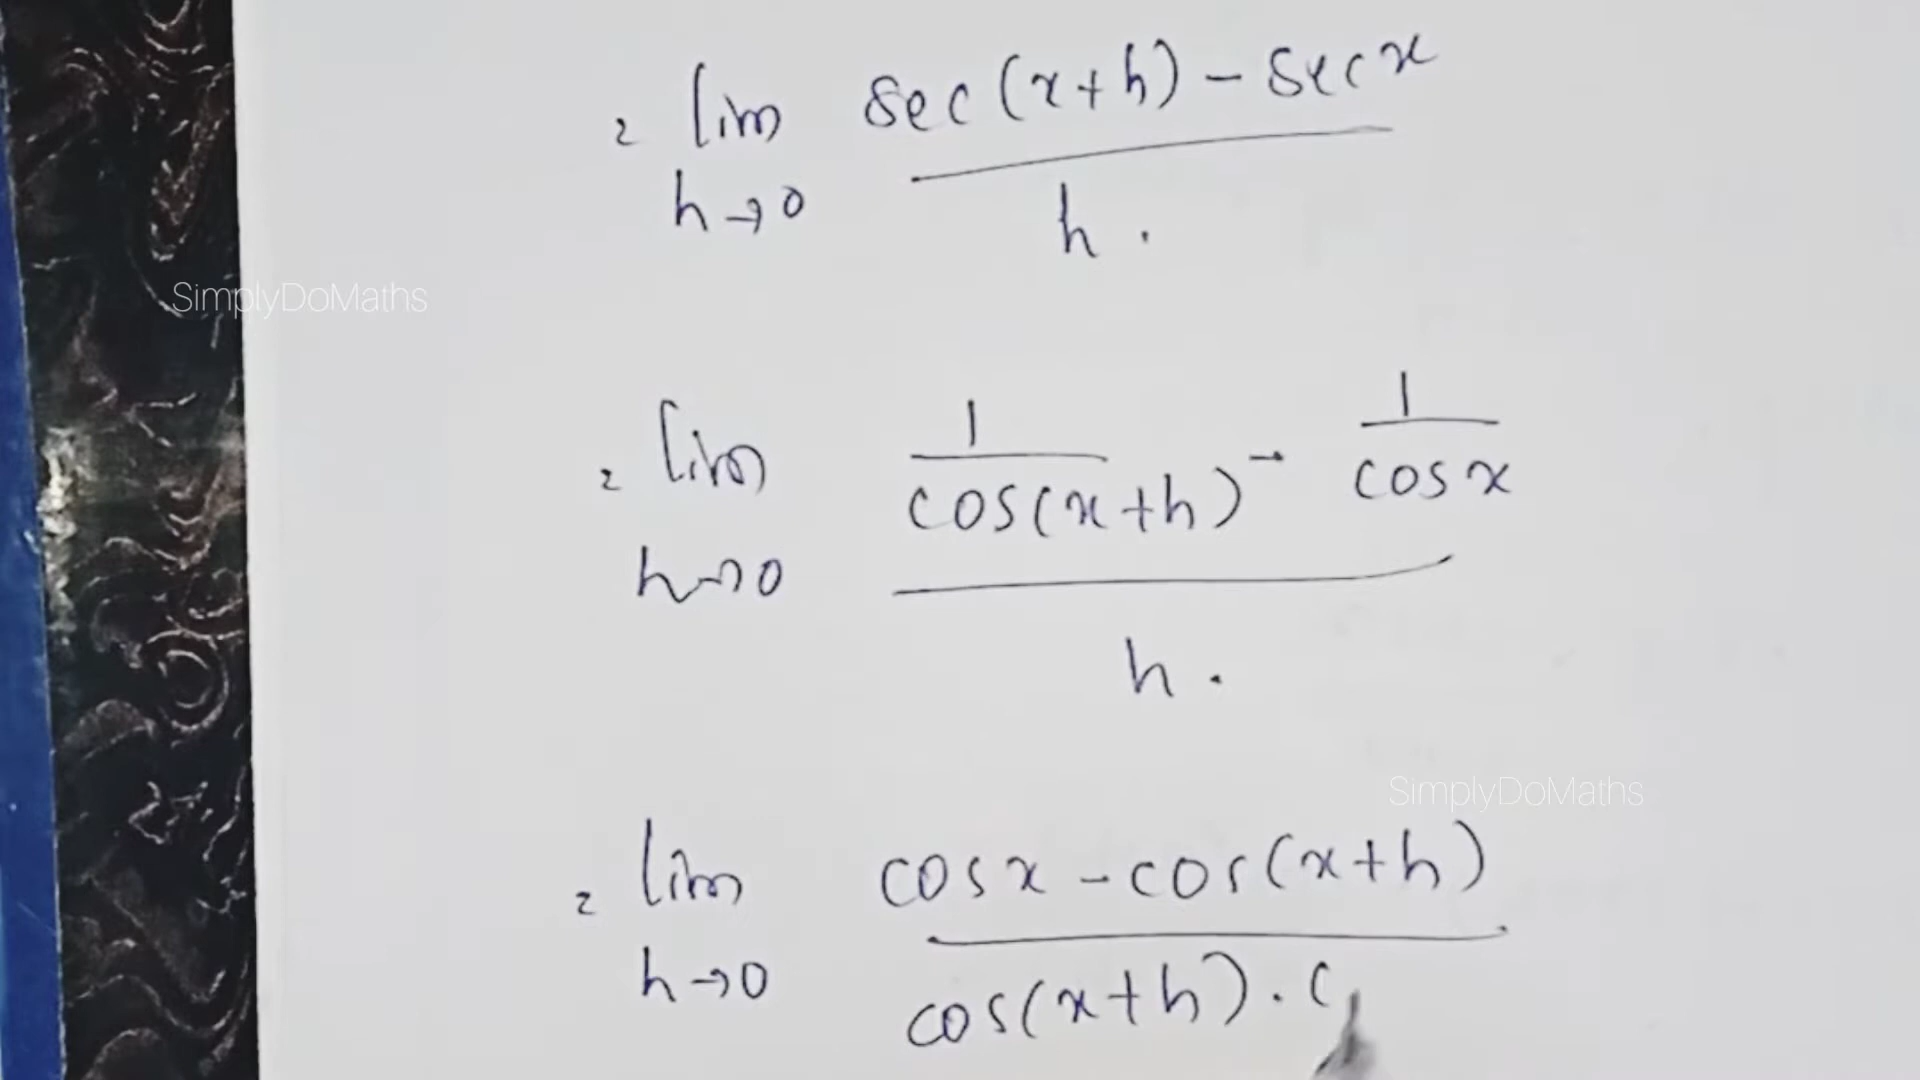 = lim sec(x+h) - sec x
h→0 h.
SimplyDoMaths
= lim 1 / cos(x+h) - 1 / cos x
h→0
h.
SimplyDoMaths
= lim cos x - cos(x+h)
h→0 cos(x+h) . c